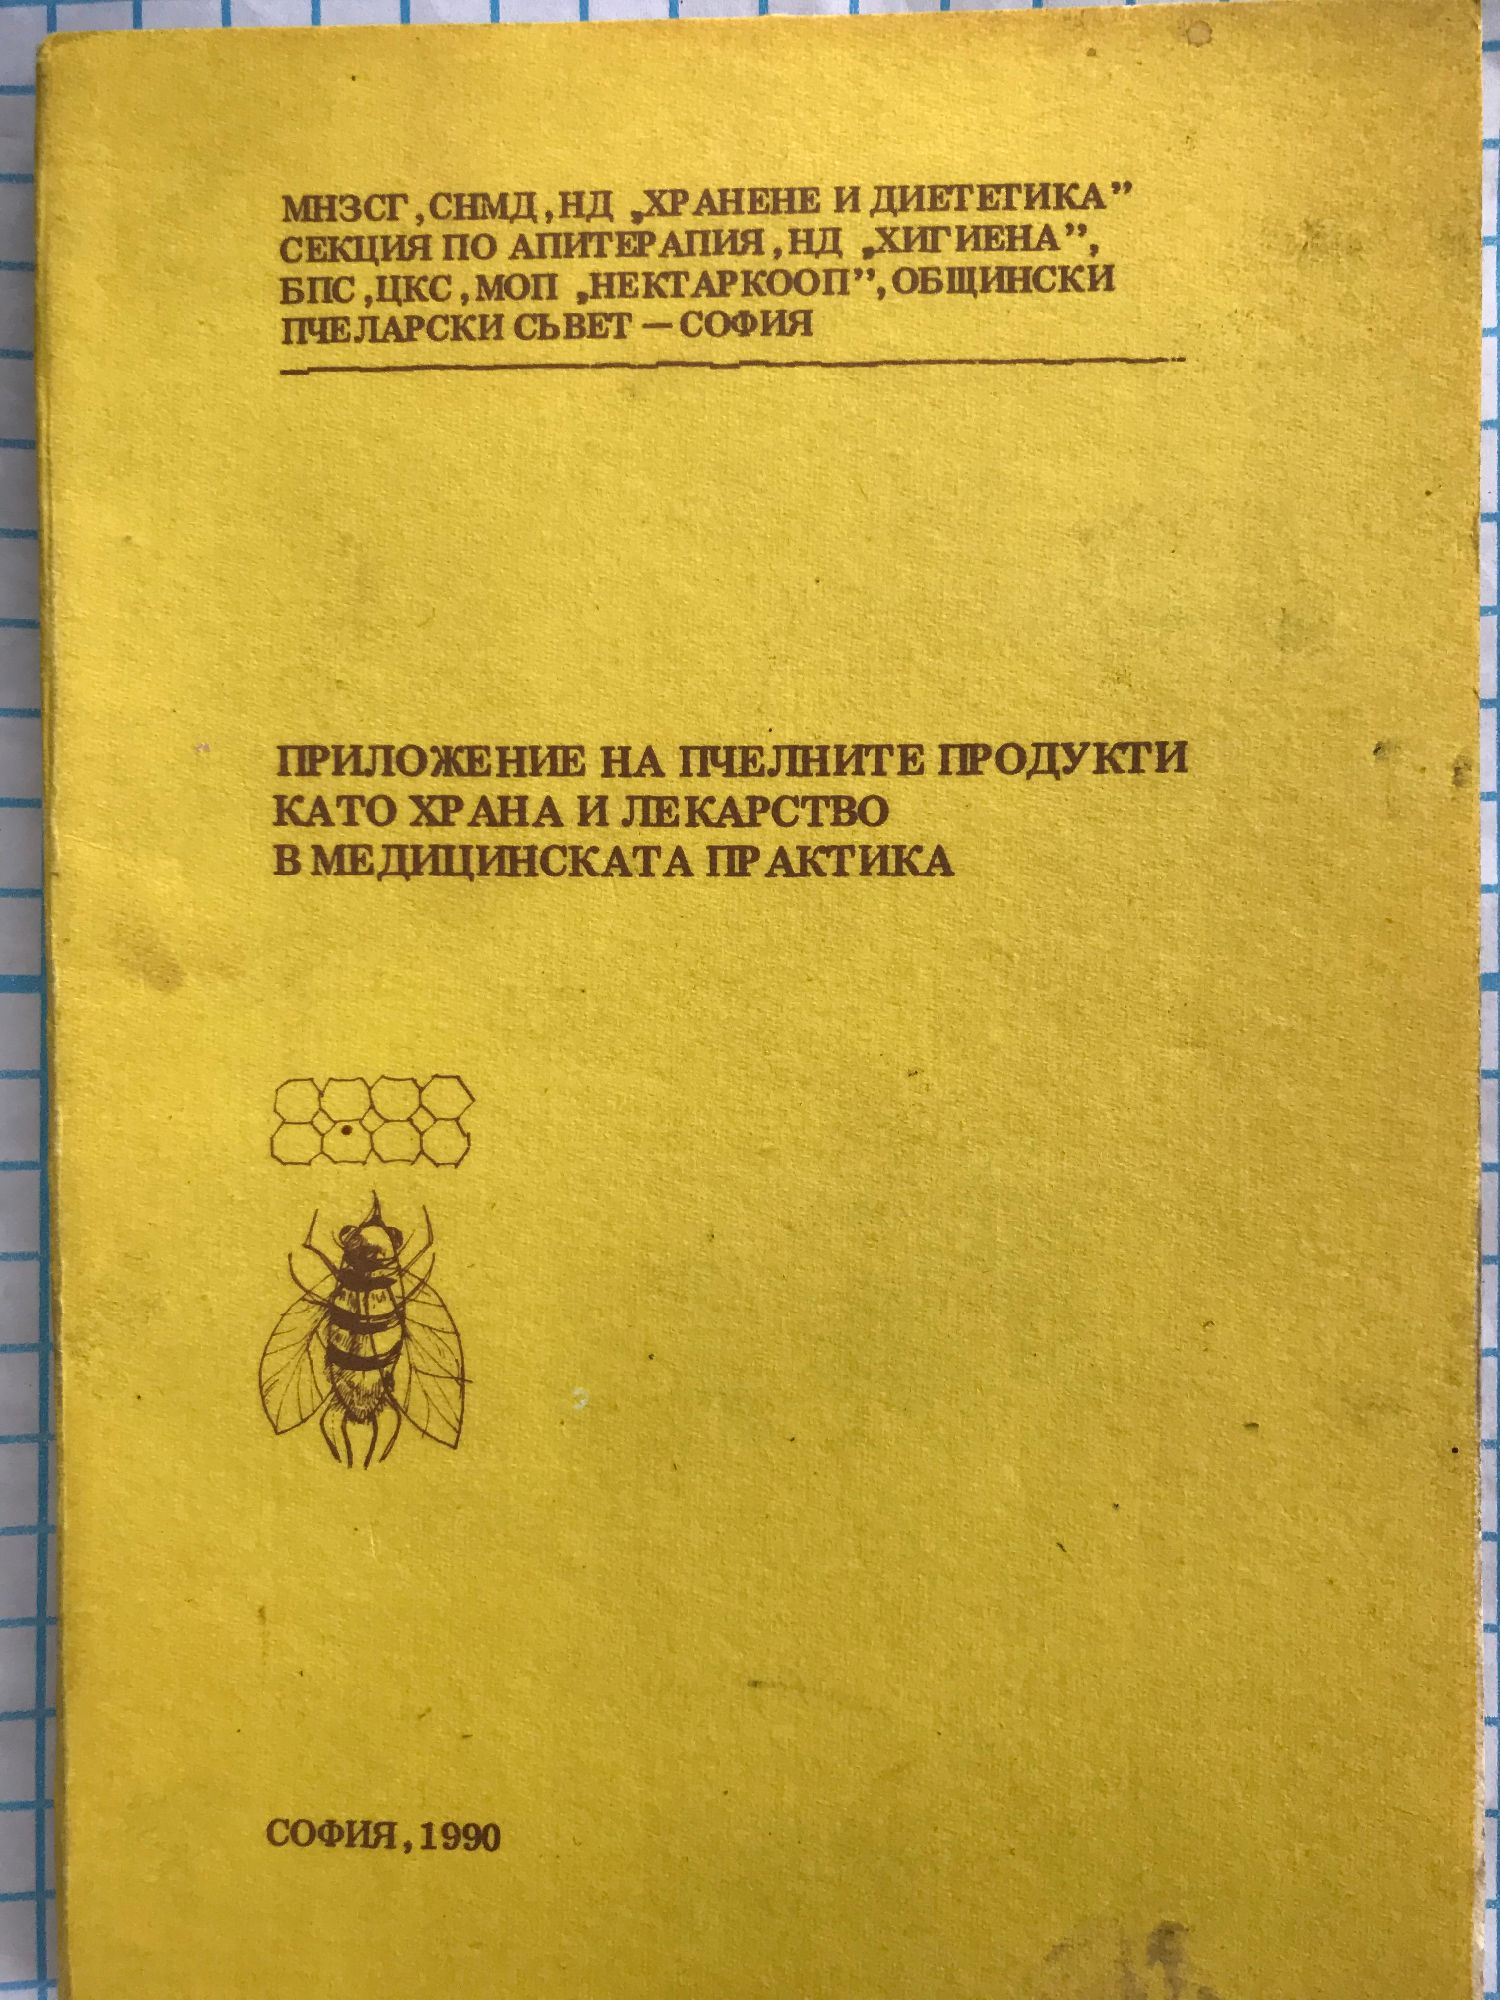 МНЗСГ, СНМД, НД „ХРАНЕНЕ И ДИЕТЕТИКА”
СЕКЦИЯ ПО АПИТЕРАПИЯ, НД „ХИГИЕНА”,
БПС, ЦКС, МОП „НЕКТАРКООП”, ОБЩИНСКИ
ПЧЕЛАРСКИ СЪВЕТ — СОФИЯ
ПРИЛОЖЕНИЕ НА ПЧЕЛНИТЕ ПРОДУКТИ
КАТО ХРАНА И ЛЕКАРСТВО
В МЕДИЦИНСКАТА ПРАКТИКА
СОФИЯ, 1990